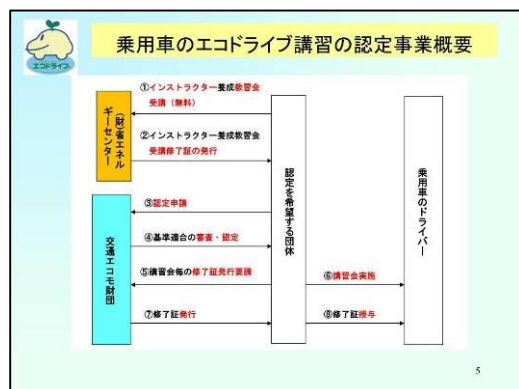 乗用車のエコドライブ講習の認定事業概要
エコドライブ
①インストラクター養成教習会
受講（無料）
②インストラクター養成教習会
受講修了証の発行
（財）省エネル
ギーセンター
③認定申請
④基準適合の審査・認定
⑤講習会毎の修了証発行要請
⑦修了証発行
交通エコモ財団
認定を希望する団体
⑥講習会実施
⑧修了証授与
乗用車のドライバー
5